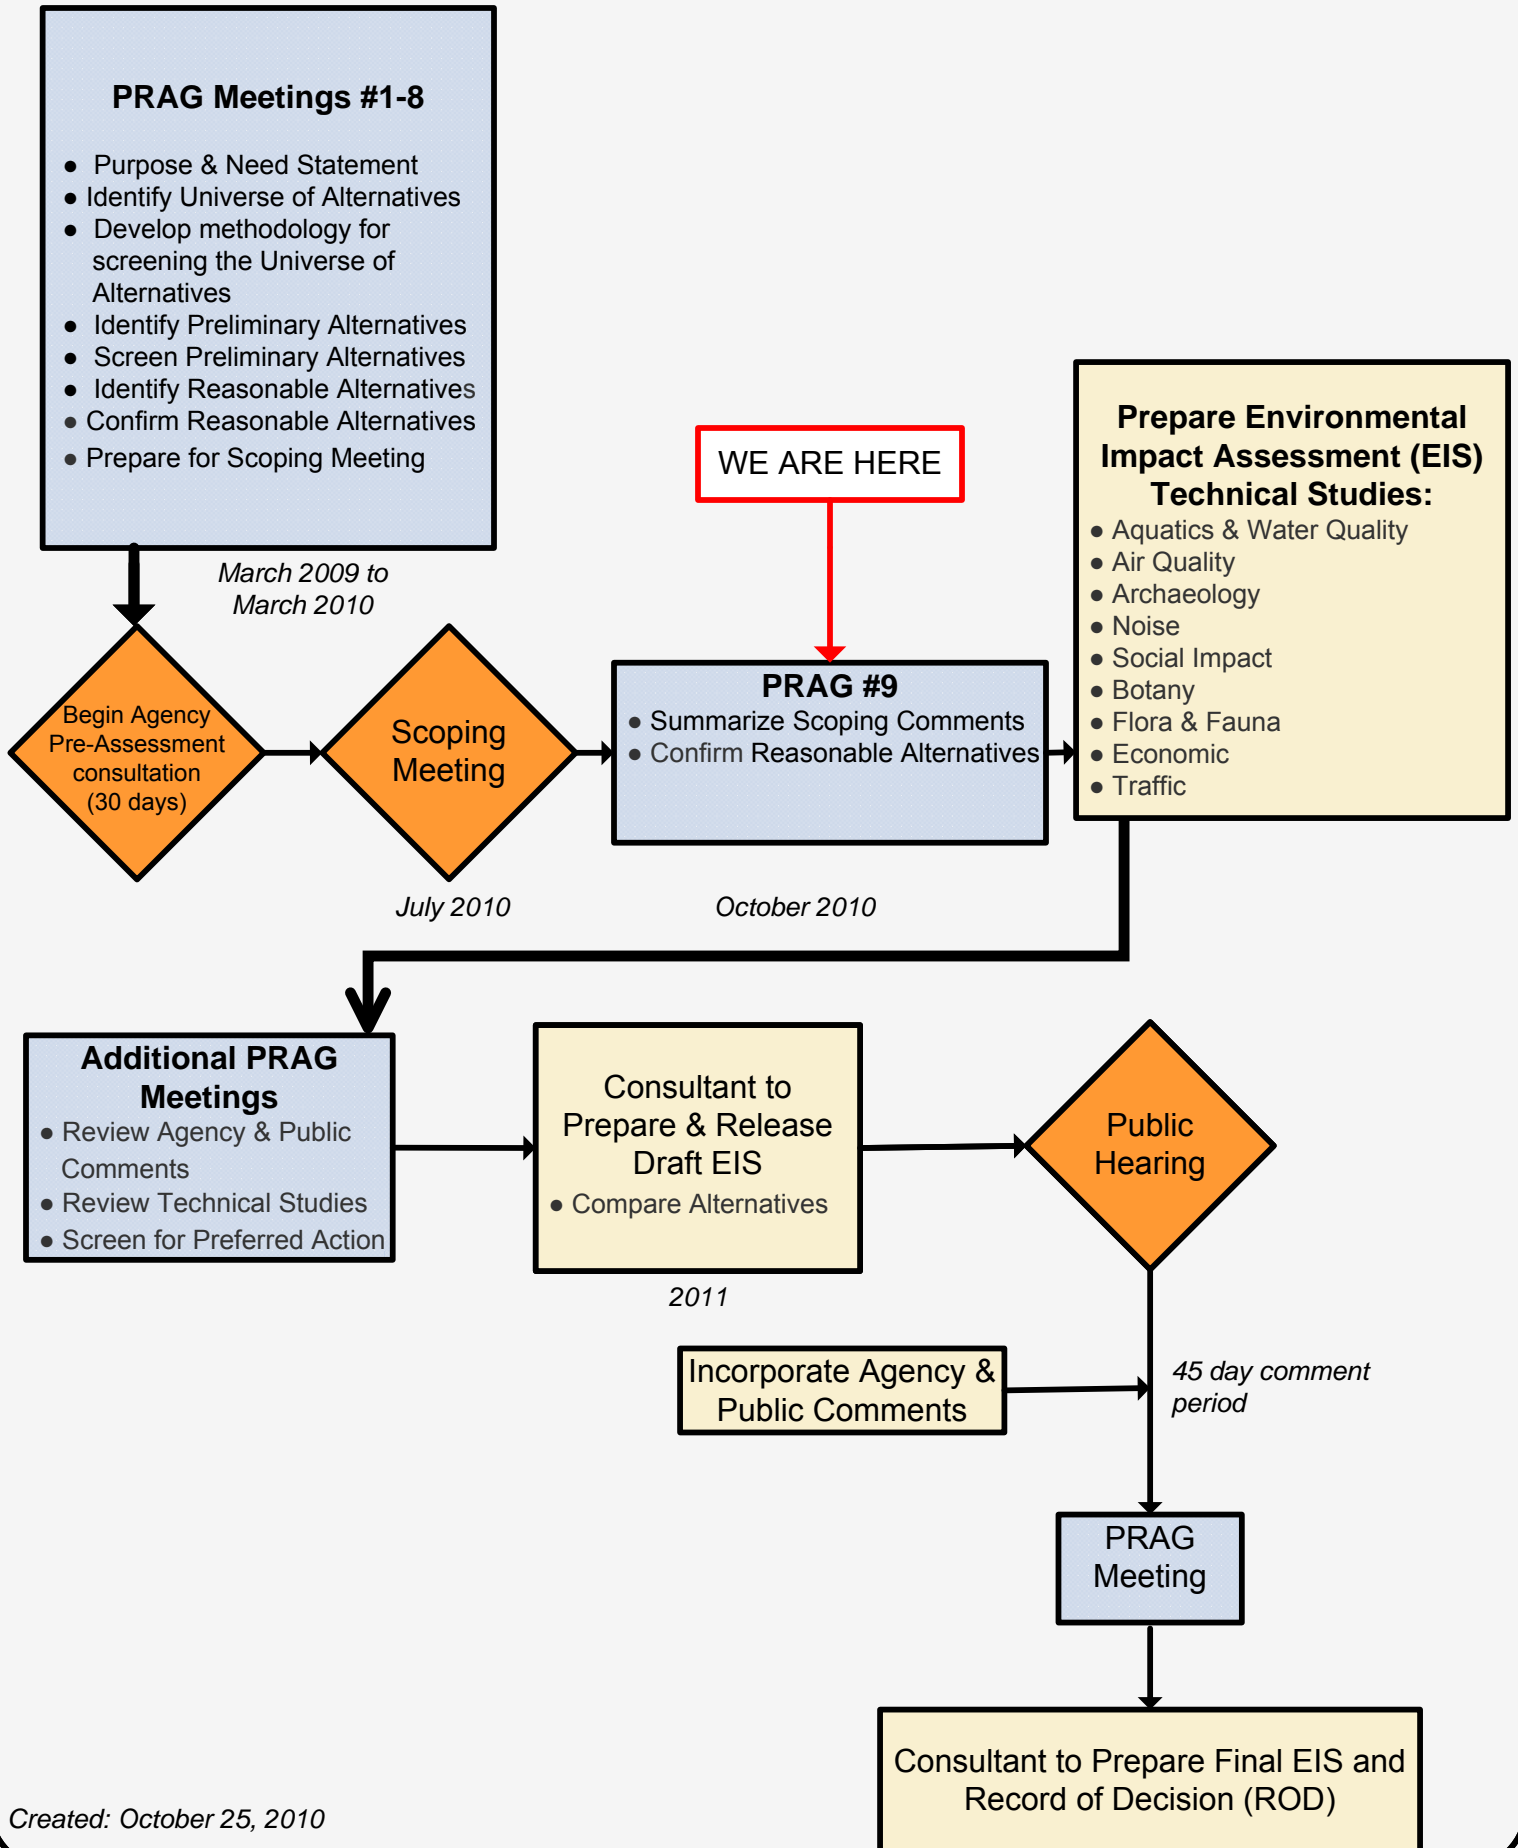 PRAG Meetings #1-8
● Purpose & Need Statement
● Identify Universe of Alternatives
● Develop methodology for
screening the Universe of
Alternatives
● Identify Preliminary Alternatives
● Screen Preliminary Alternatives
● Identify Reasonable Alternatives
● Confirm Reasonable Alternatives
● Prepare for Scoping Meeting
March 2009 to
March 2010
Begin Agency
Pre-Assessment
consultation
(30 days)
Scoping
Meeting
July 2010
WE ARE HERE
PRAG #9
● Summarize Scoping Comments
● Confirm Reasonable Alternatives
October 2010
Prepare Environmental
Impact Assessment (EIS)
Technical Studies:
● Aquatics & Water Quality
● Air Quality
● Archaeology
● Noise
● Social Impact
● Botany
● Flora & Fauna
● Economic
● Traffic
Additional PRAG
Meetings
● Review Agency & Public
Comments
● Review Technical Studies
● Screen for Preferred Action
Consultant to
Prepare & Release
Draft EIS
● Compare Alternatives
2011
Public
Hearing
Incorporate Agency &
Public Comments
45 day comment
period
PRAG
Meeting
Consultant to Prepare Final EIS and
Record of Decision (ROD)
Created: October 25, 2010